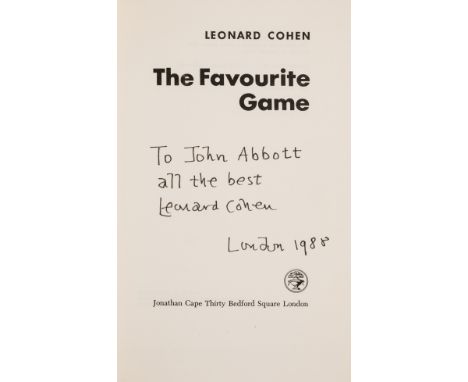 LEONARD COHEN
The Favourite
Game
To John Abbott
all the best
Leonard Cohen
London 1988
Jonathan Cape Thirty Bedford Square London